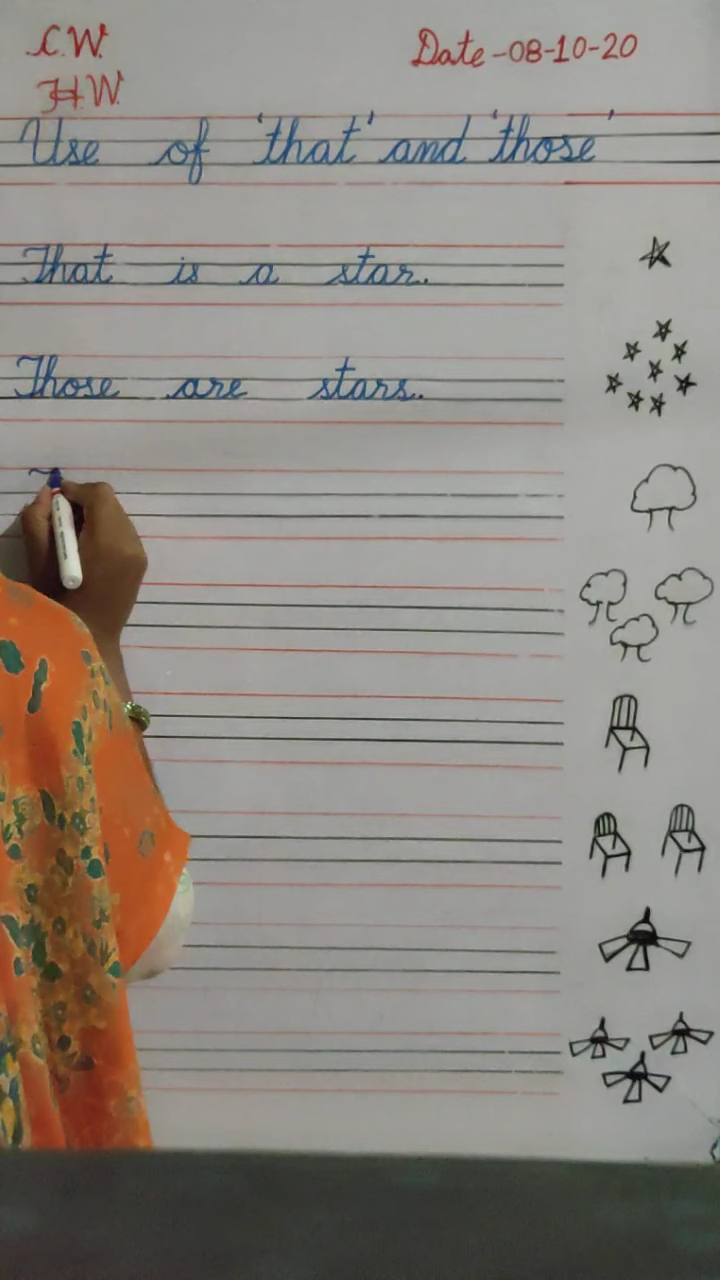 C.W.
Date-08-10-20
H.W.
Use of 'that' and 'those'
That is a star.
Those are stars.